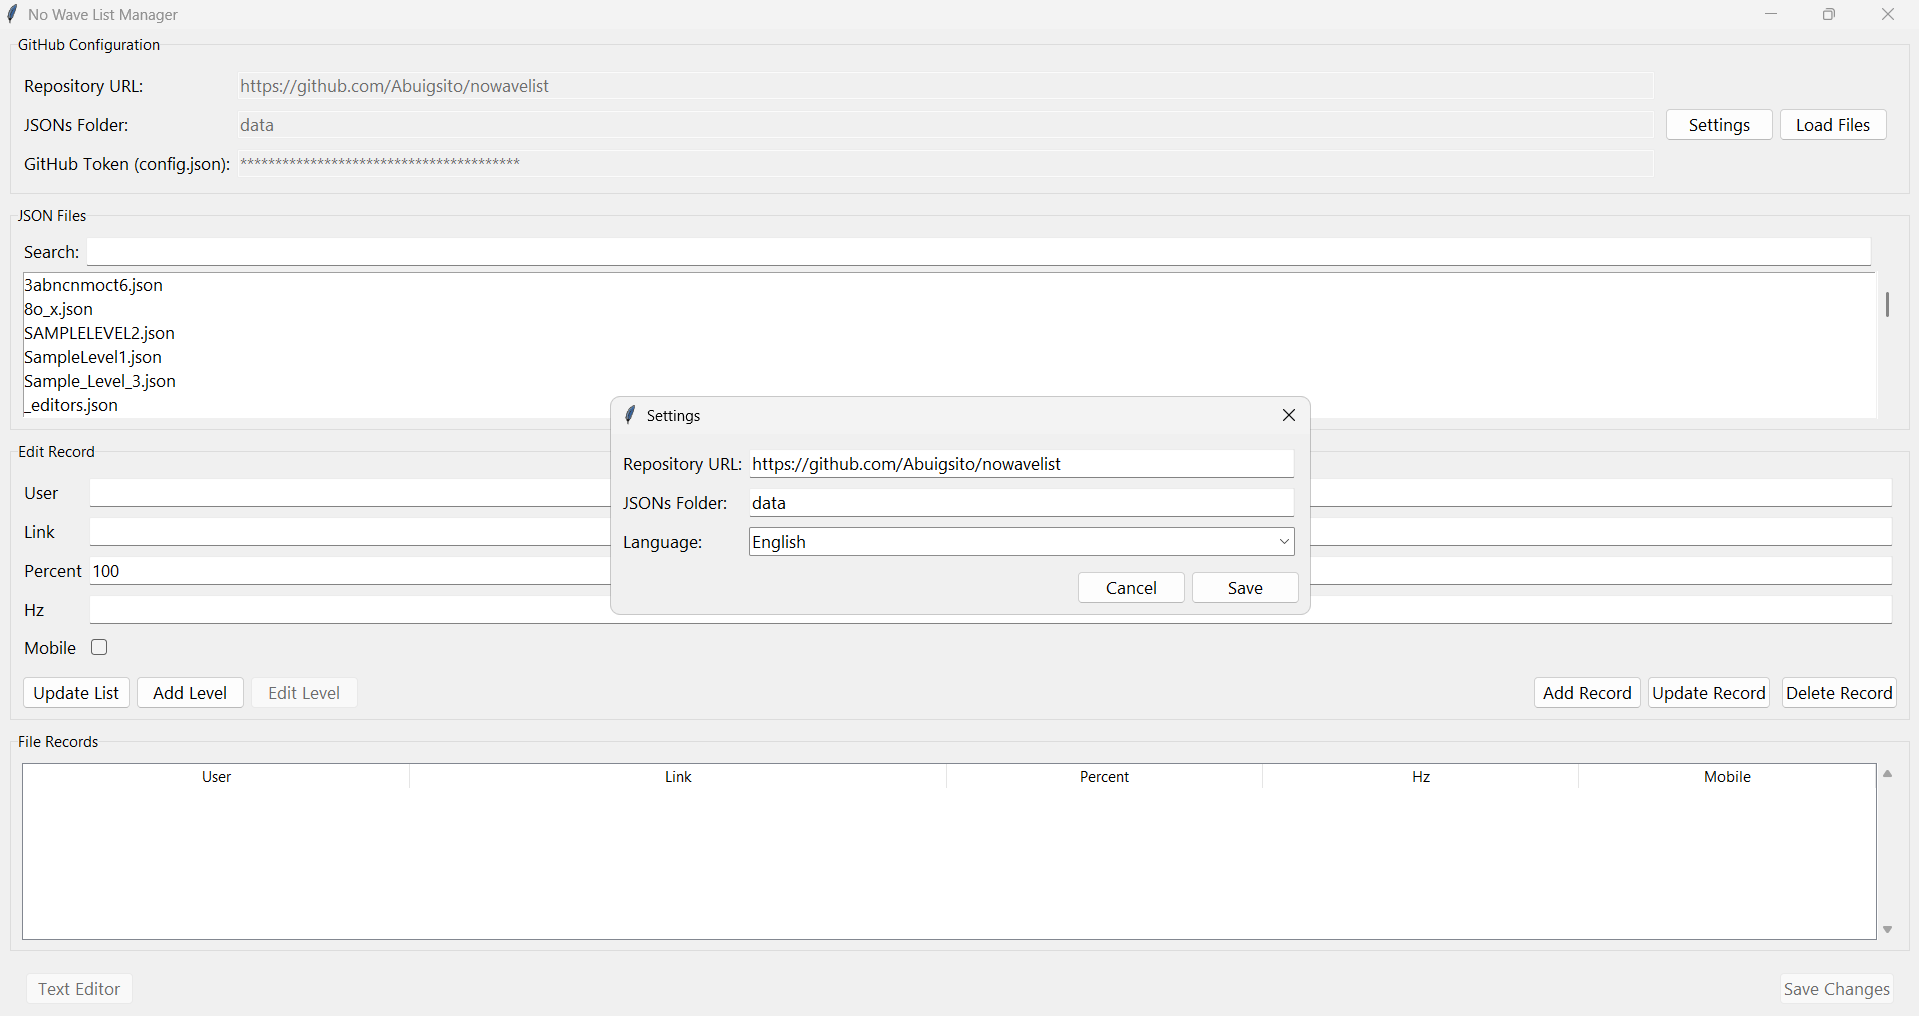 No Wave List Manager
GitHub Configuration
Repository URL: https://github.com/Abuigsito/nowavelist
JSONs Folder: data
Settings Load Files
GitHub Token (config.json): ****************************************
JSON Files
Search:
3abncnmoct6.json
8o_x.json
SAMPLELEVEL2.json
SampleLevel1.json
Sample_Level_3.json
_editors.json
Settings
Repository URL: https://github.com/Abuigsito/nowavelist
JSONs Folder: data
Language: English
Cancel Save
Edit Record
User
Link
Percent 100
Hz
Mobile
Update List Add Level Edit Level Add Record Update Record Delete Record
File Records
User Link Percent Hz Mobile
Text Editor Save Changes